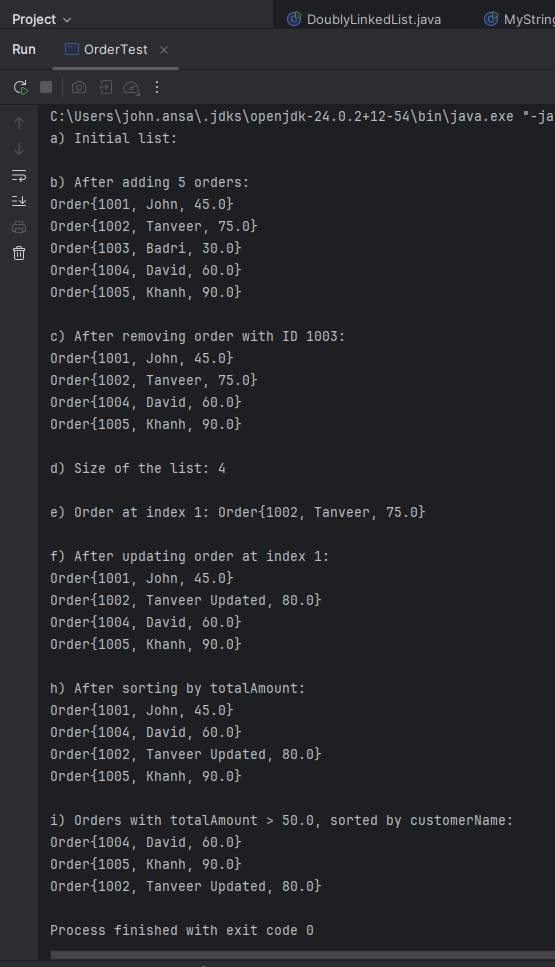 Project
DoublyLinkedList.java
MyString
Run
OrderTest
C:\Users\john.ansa\.jdks\openjdk-24.0.2+12-54\bin\java.exe "-ja
a) Initial list:
b) After adding 5 orders:
Order{1001, John, 45.0}
Order{1002, Tanveer, 75.0}
Order{1003, Badri, 30.0}
Order{1004, David, 60.0}
Order{1005, Khanh, 90.0}
c) After removing order with ID 1003:
Order{1001, John, 45.0}
Order{1002, Tanveer, 75.0}
Order{1004, David, 60.0}
Order{1005, Khanh, 90.0}
d) Size of the list: 4
e) Order at index 1: Order{1002, Tanveer, 75.0}
f) After updating order at index 1:
Order{1001, John, 45.0}
Order{1002, Tanveer Updated, 80.0}
Order{1004, David, 60.0}
Order{1005, Khanh, 90.0}
h) After sorting by totalAmount:
Order{1001, John, 45.0}
Order{1004, David, 60.0}
Order{1002, Tanveer Updated, 80.0}
Order{1005, Khanh, 90.0}
i) Orders with totalAmount > 50.0, sorted by customerName:
Order{1004, David, 60.0}
Order{1005, Khanh, 90.0}
Order{1002, Tanveer Updated, 80.0}
Process finished with exit code 0